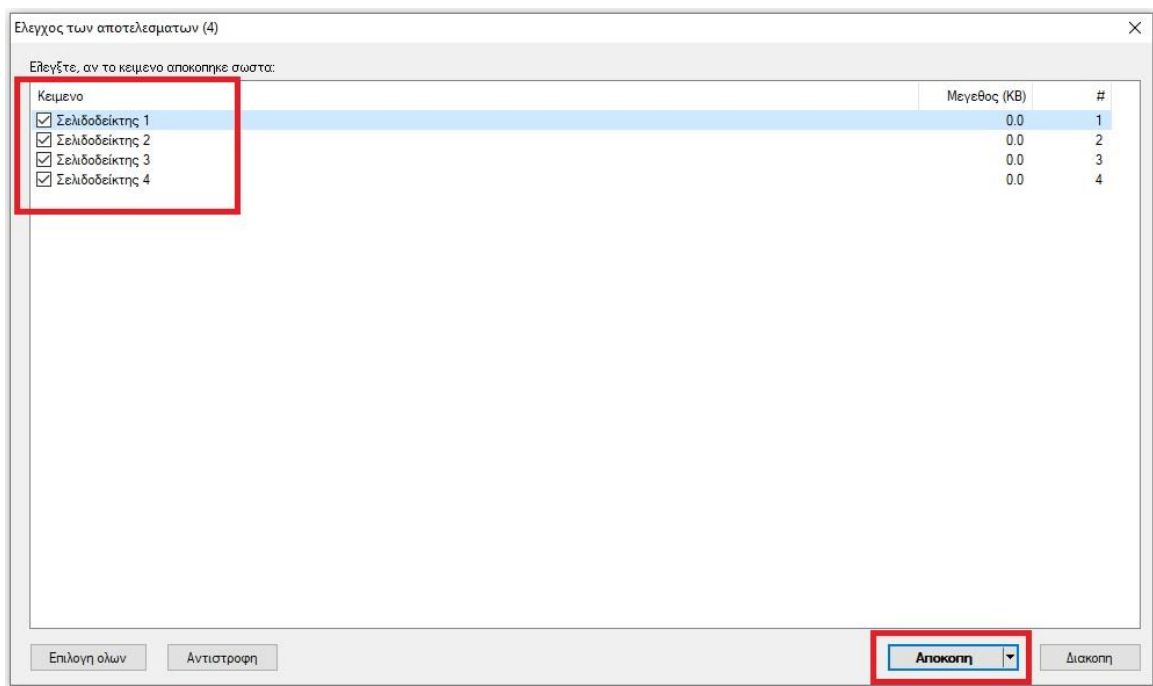 Ελεγχος των αποτελεσματων (4)
Ελεγξτε, αν το κειμενο αποκοπηκε σωστα:
Κειμενο Μεγεθος (KB) #
Σελιδοδείκτης 1 0.0 1
Σελιδοδείκτης 2 0.0 2
Σελιδοδείκτης 3 0.0 3
Σελιδοδείκτης 4 0.0 4
Επιλογη ολων Αντιστροφη Αποκοπη Διακοπη